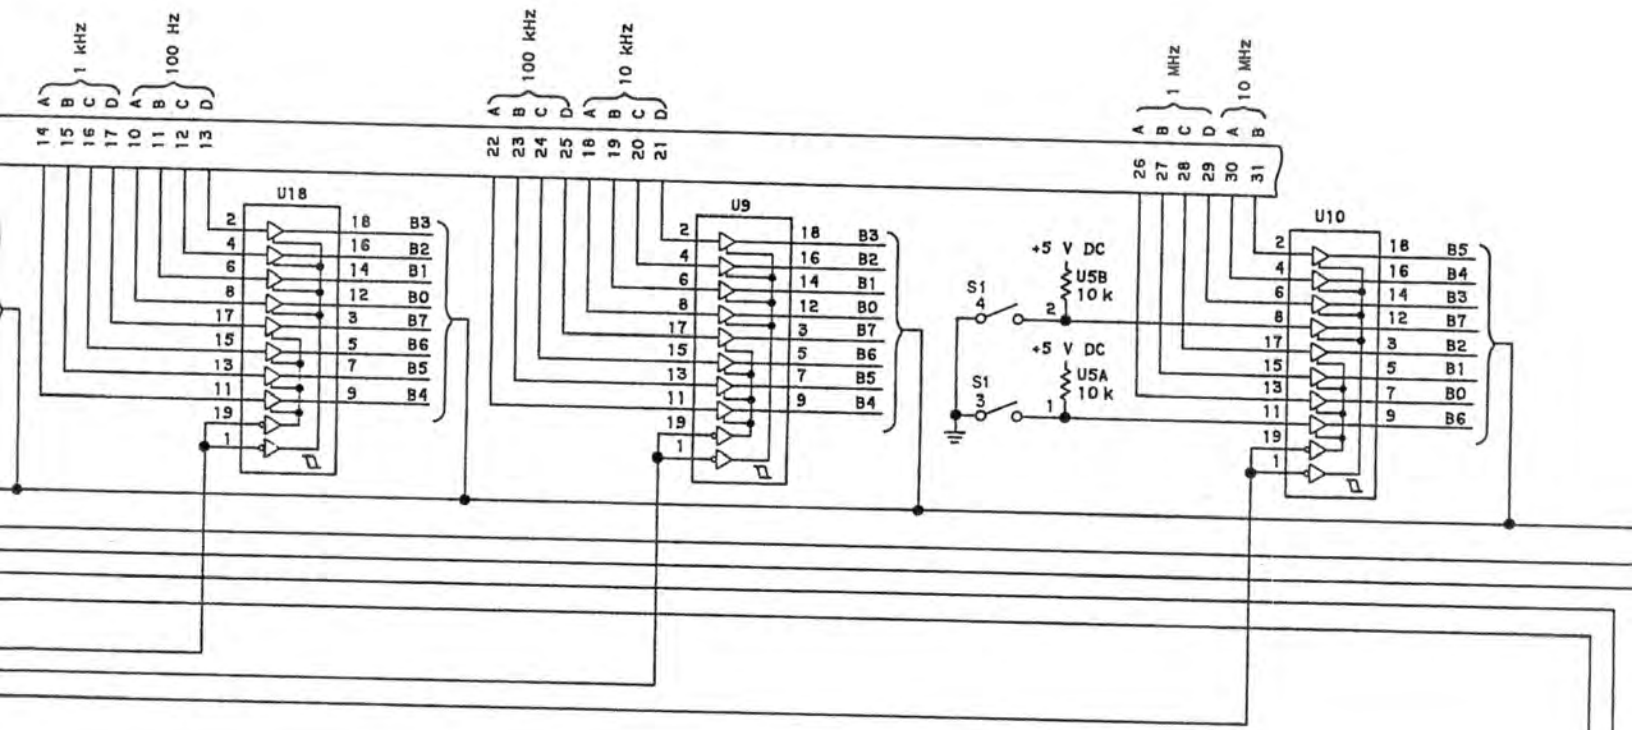 1 kHz 100 Hz 100 kHz 10 kHz 1 MHz 10 MHz
A B C D A B C D A B C D A B C D A B C D A B
14 15 16 17 10 11 12 13 22 23 24 25 18 19 20 21 26 27 28 29 30 31
U18
2 18 B3
4 16 B2
6 14 B1
8 12 B0
17 3 B7
15 5 B6
13 7 B5
11 9 B4
19
1
U9
2 18 B3
4 16 B2
6 14 B1
8 12 B0
17 3 B7
15 5 B6
13 7 B5
11 9 B4
19
1
+5 V DC
U5B
10 k
S1
4
2
+5 V DC
U5A
10 k
S1
3
1
U10
2 18 B5
4 16 B4
6 14 B3
8 12 B7
17 3 B2
15 5 B1
13 7 B0
11 9 B6
19
1